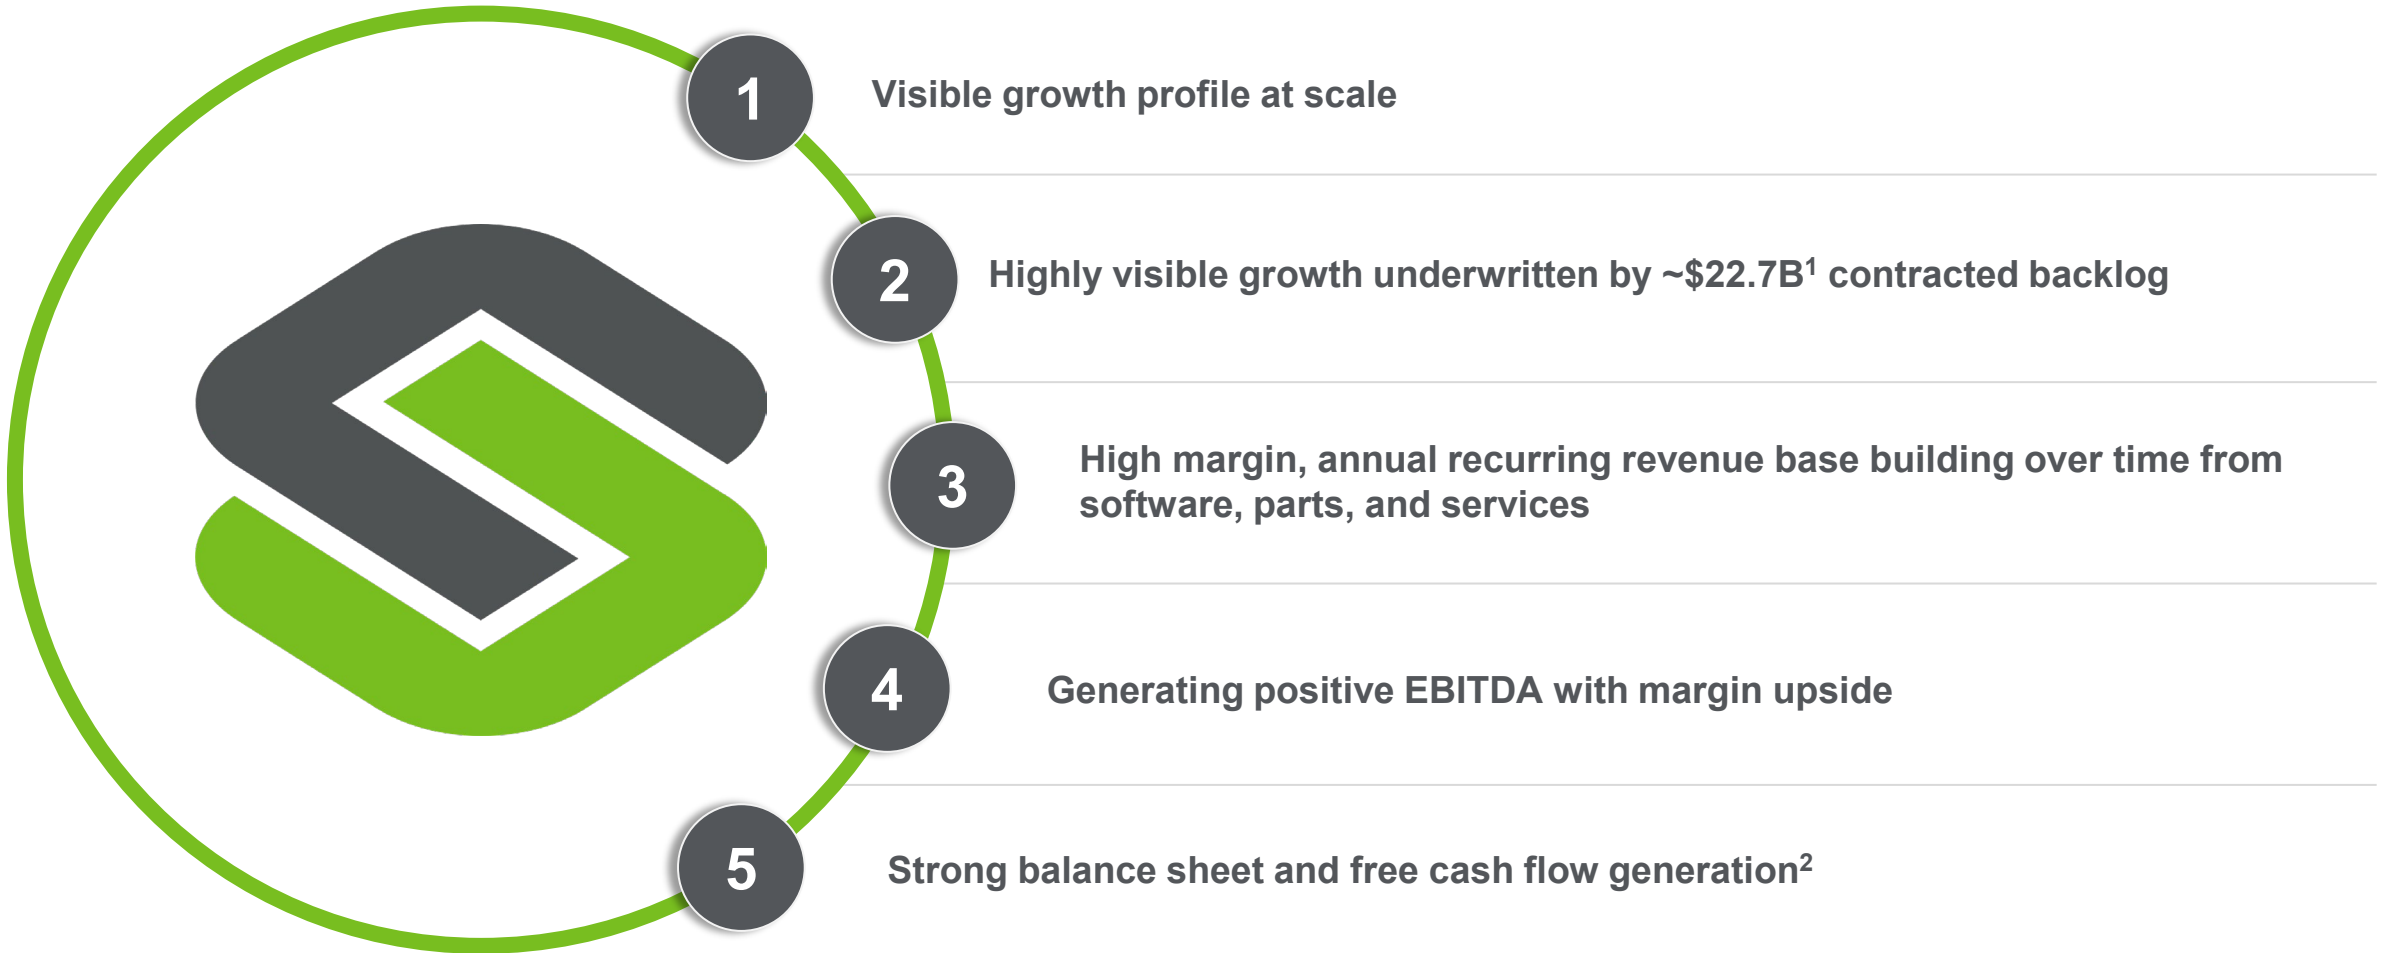 1
Visible growth profile at scale
2
Highly visible growth underwritten by ~$22.7B¹ contracted backlog
3
High margin, annual recurring revenue base building over time from
software, parts, and services
4
Generating positive EBITDA with margin upside
5
Strong balance sheet and free cash flow generation²